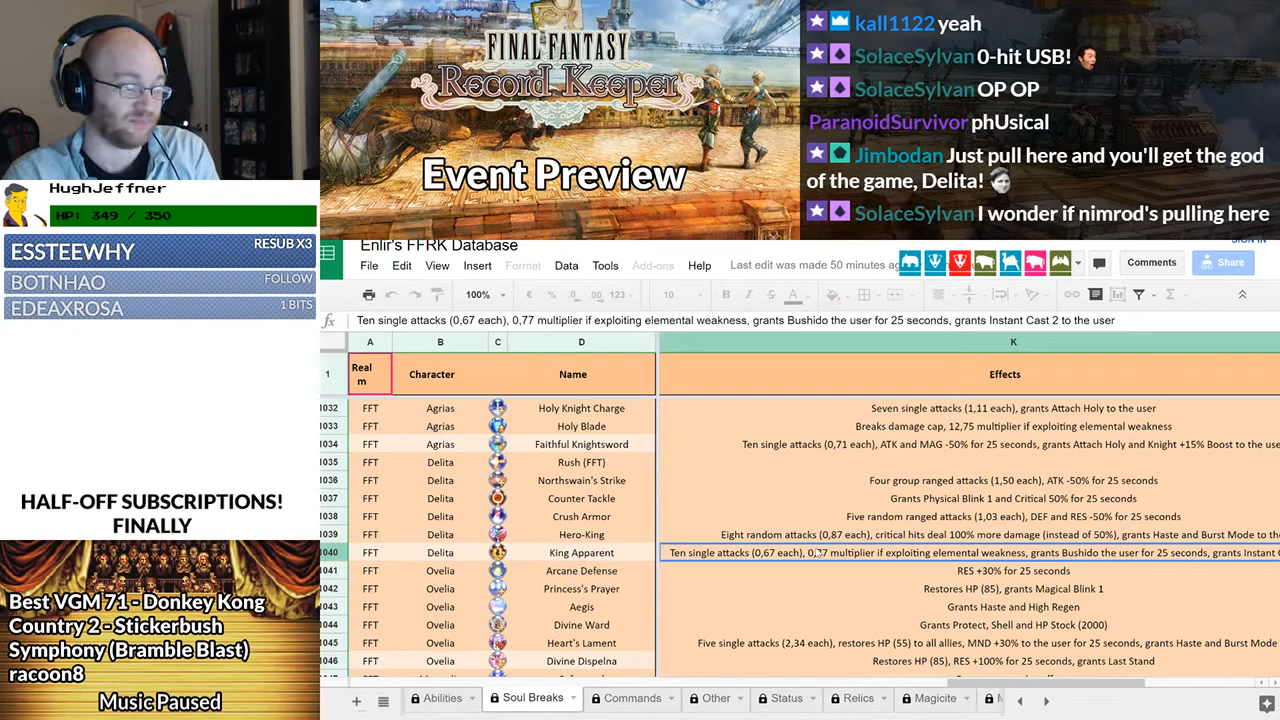 HughJeffner
HP: 349 / 350
ESSTEEWHY
RESUB X3
BOTNHAO
FOLLOW
EDEAXROSA
1 BITS
HALF-OFF SUBSCRIPTIONS!
FINALLY
Best VGM 71 - Donkey Kong
Country 2 - Stickerbush
Symphony (Bramble Blast)
racoon8
Music Paused
FINAL FANTASY
Record Keeper
Event Preview
kall1122 yeah
SolaceSylvan 0-hit USB!
SolaceSylvan OP OP
ParanoidSurvivor phUsical
Jimbodan Just pull here and you'll get the god
of the game, Delita!
SolaceSylvan I wonder if nimrod's pulling here
Enlir's FFRK Database
SIGN IN
File Edit View Insert Format Data Tools Add-ons Help Last edit was made 50 minutes ag
Comments
Share
100% € % .0 .00 123 10 B I S A
fx Ten single attacks (0,67 each), 0,77 multiplier if exploiting elemental weakness, grants Bushido the user for 25 seconds, grants Instant Cast 2 to the user
A B C D K
1 Real
m Character Name Effects
1032 FFT Agrias Holy Knight Charge Seven single attacks (1,11 each), grants Attach Holy to the user
1033 FFT Agrias Holy Blade Breaks damage cap, 12,75 multiplier if exploiting elemental weakness
1034 FFT Agrias Faithful Knightsword Ten single attacks (0,71 each), ATK and MAG -50% for 25 seconds, grants Attach Holy and Knight +15% Boost to the use
1035 FFT Delita Rush (FFT)
1036 FFT Delita Northswain's Strike Four group ranged attacks (1,50 each), ATK -50% for 25 seconds
1037 FFT Delita Counter Tackle Grants Physical Blink 1 and Critical 50% for 25 seconds
1038 FFT Delita Crush Armor Five random ranged attacks (1,03 each), DEF and RES -50% for 25 seconds
1039 FFT Delita Hero-King Eight random attacks (0,87 each), critical hits deal 100% more damage (instead of 50%), grants Haste and Burst Mode to the
1040 FFT Delita King Apparent Ten single attacks (0,67 each), 0,77 multiplier if exploiting elemental weakness, grants Bushido the user for 25 seconds, grants Instant C
1041 FFT Ovelia Arcane Defense RES +30% for 25 seconds
1042 FFT Ovelia Princess's Prayer Restores HP (85), grants Magical Blink 1
1043 FFT Ovelia Aegis Grants Haste and High Regen
1044 FFT Ovelia Divine Ward Grants Protect, Shell and HP Stock (2000)
1045 FFT Ovelia Heart's Lament Five single attacks (2,34 each), restores HP (55) to all allies, MND +30% to the user for 25 seconds, grants Haste and Burst Mode
1046 FFT Ovelia Divine Dispelna Restores HP (85), RES +100% for 25 seconds, grants Last Stand
Abilities Soul Breaks Commands Other Status Relics Magicite